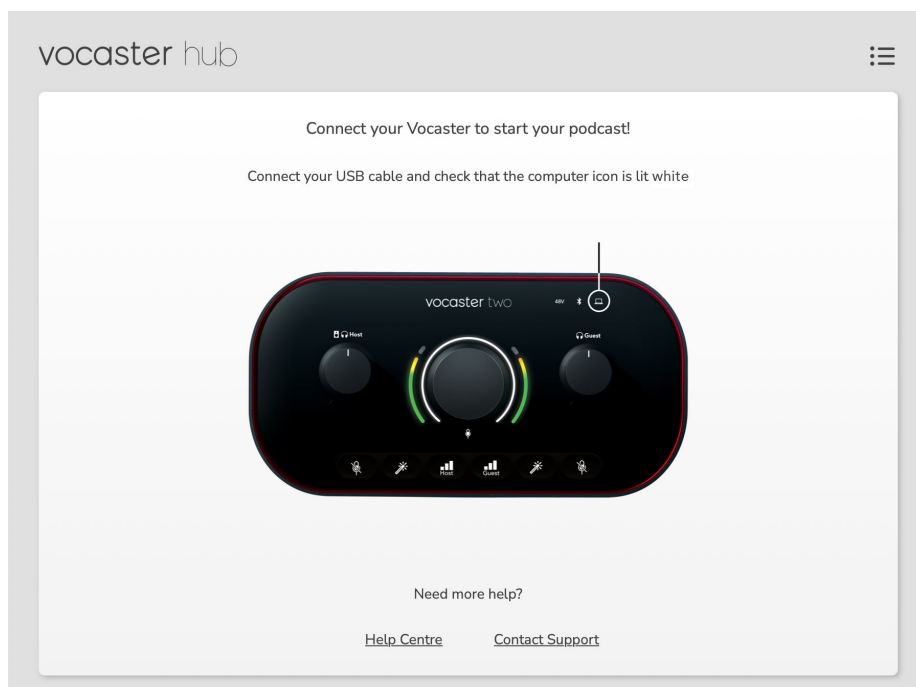 vocaster hub
Connect your Vocaster to start your podcast!
Connect your USB cable and check that the computer icon is lit white
vocaster two
48V
Host
Guest
Host
Guest
Need more help?
Help Centre
Contact Support